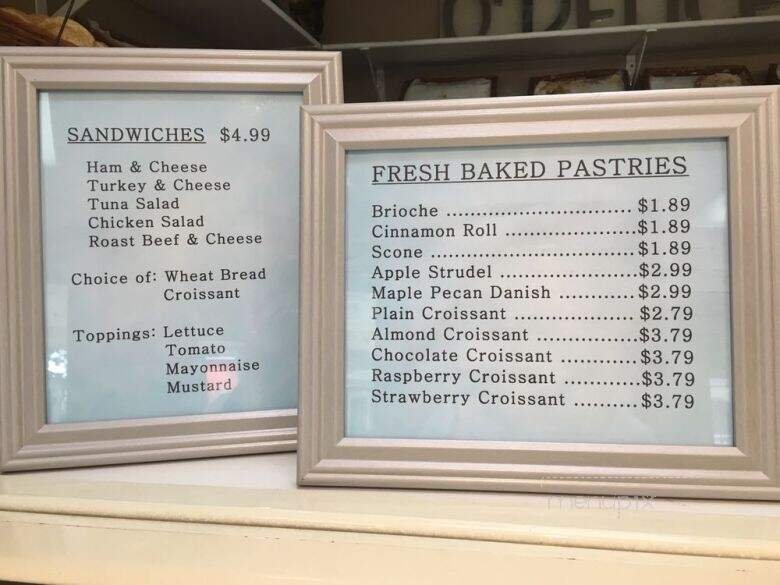 O'DELIC
SANDWICHES $4.99
Ham & Cheese
Turkey & Cheese
Tuna Salad
Chicken Salad
Roast Beef & Cheese
Choice of: Wheat Bread
Croissant
Toppings: Lettuce
Tomato
Mayonnaise
Mustard
FRESH BAKED PASTRIES
Brioche ............................. $1.89
Cinnamon Roll ....................$1.89
Scone ................................$1.89
Apple Strudel .....................$2.99
Maple Pecan Danish ........... $2.99
Plain Croissant ................... $2.79
Almond Croissant ...............$3.79
Chocolate Croissant ........... $3.79
Raspberry Croissant ...........$3.79
Strawberry Croissant ..........$3.79
menupix